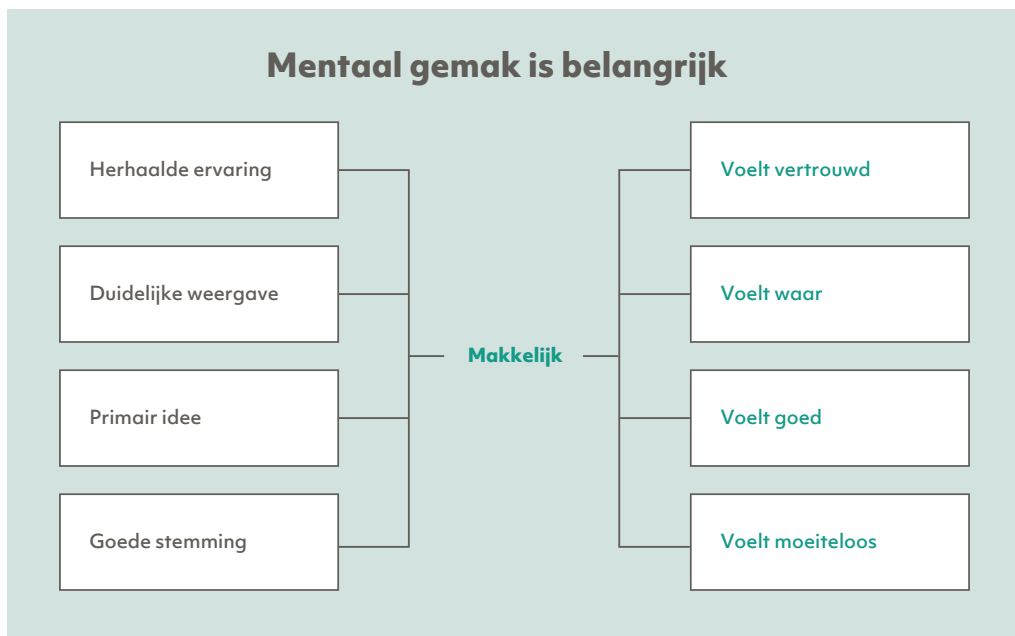 Mentaal gemak is belangrijk
Herhaalde ervaring
Duidelijke weergave
Primair idee
Goede stemming
Makkelijk
Voelt vertrouwd
Voelt waar
Voelt goed
Voelt moeiteloos